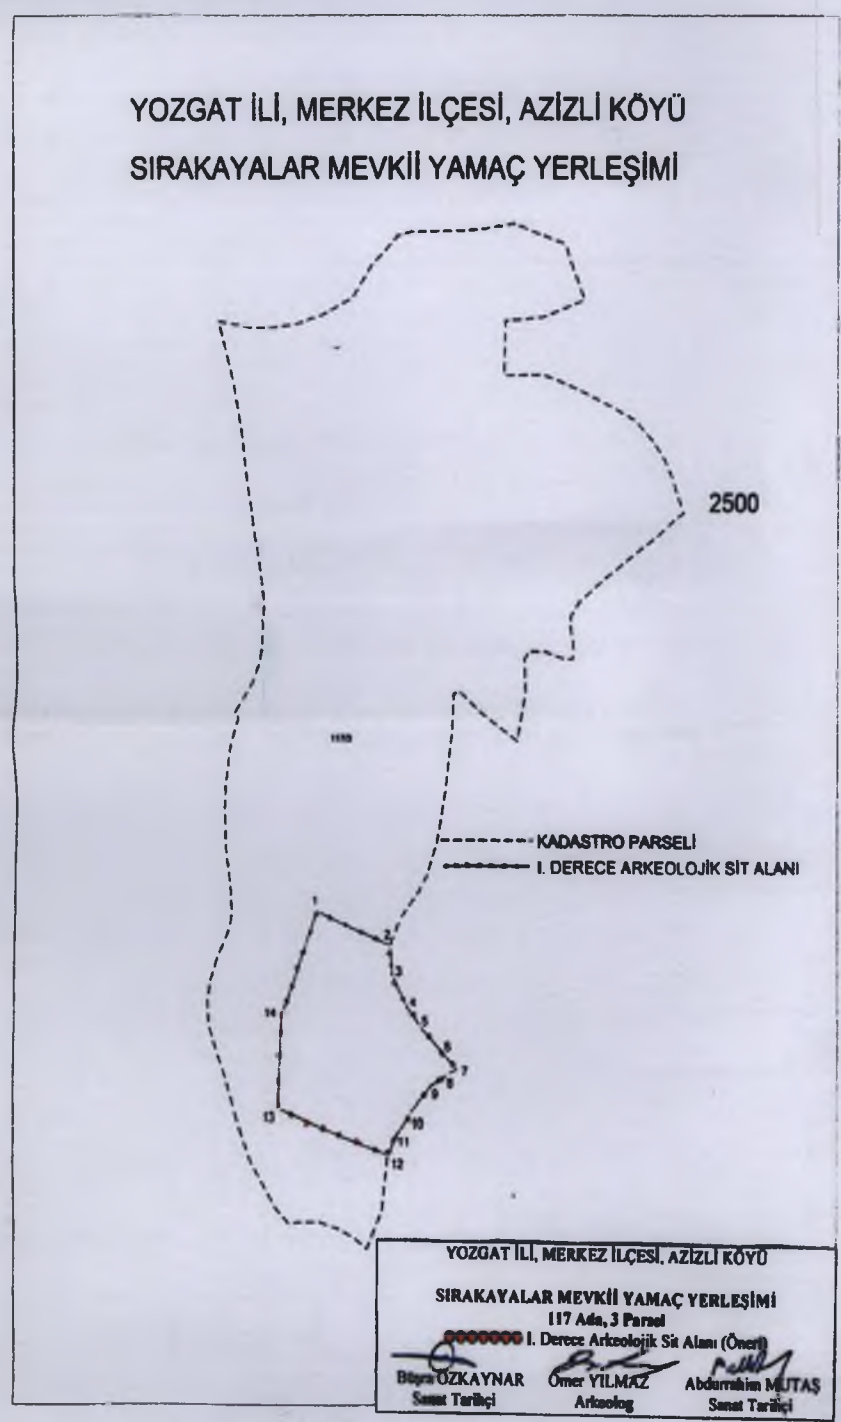 YOZGAT İLİ, MERKEZ İLÇESİ, AZİZLİ KÖYÜ
SIRAKAYALAR MEVKİİ YAMAÇ YERLEŞİMİ
2500
KADASTRO PARSELİ
I. DERECE ARKEOLOJİK SİT ALANI
1
2
3
4
5
6
7
8
9
10
11
12
13
14
YOZGAT İLİ, MERKEZ İLÇESİ, AZİZLİ KÖYÜ
SIRAKAYALAR MEVKİİ YAMAÇ YERLEŞİMİ
117 Ada, 3 Parsel
I. Derece Arkeolojik Sit Alanı (Öneri)
Büşra ÖZKAYNAR Ömer YILMAZ Abdurrahim MUTAŞ
Sanat Tarihçi Arkeolog Sanat Tarihçi